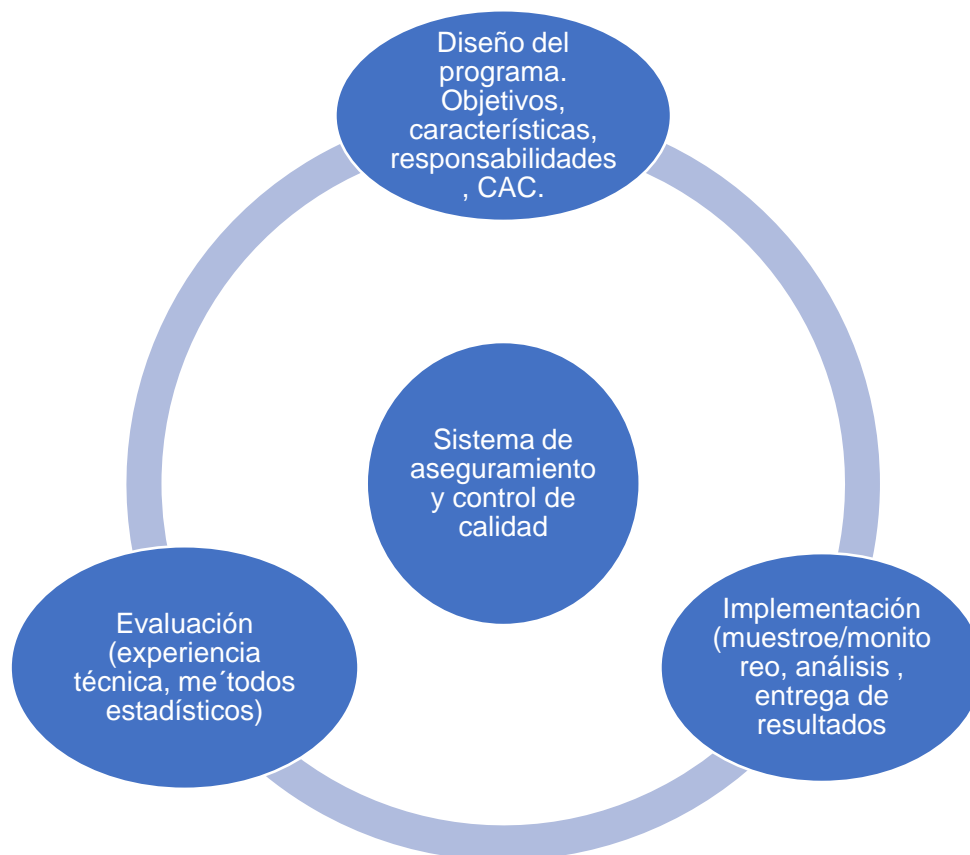 Diseño del
programa.
Objetivos,
características,
responsabilidades
, CAC.
Sistema de
aseguramiento
y control de
calidad
Evaluación
(experiencia
técnica, me´todos
estadísticos)
Implementación
(muestroe/monito
reo, análisis ,
entrega de
resultados